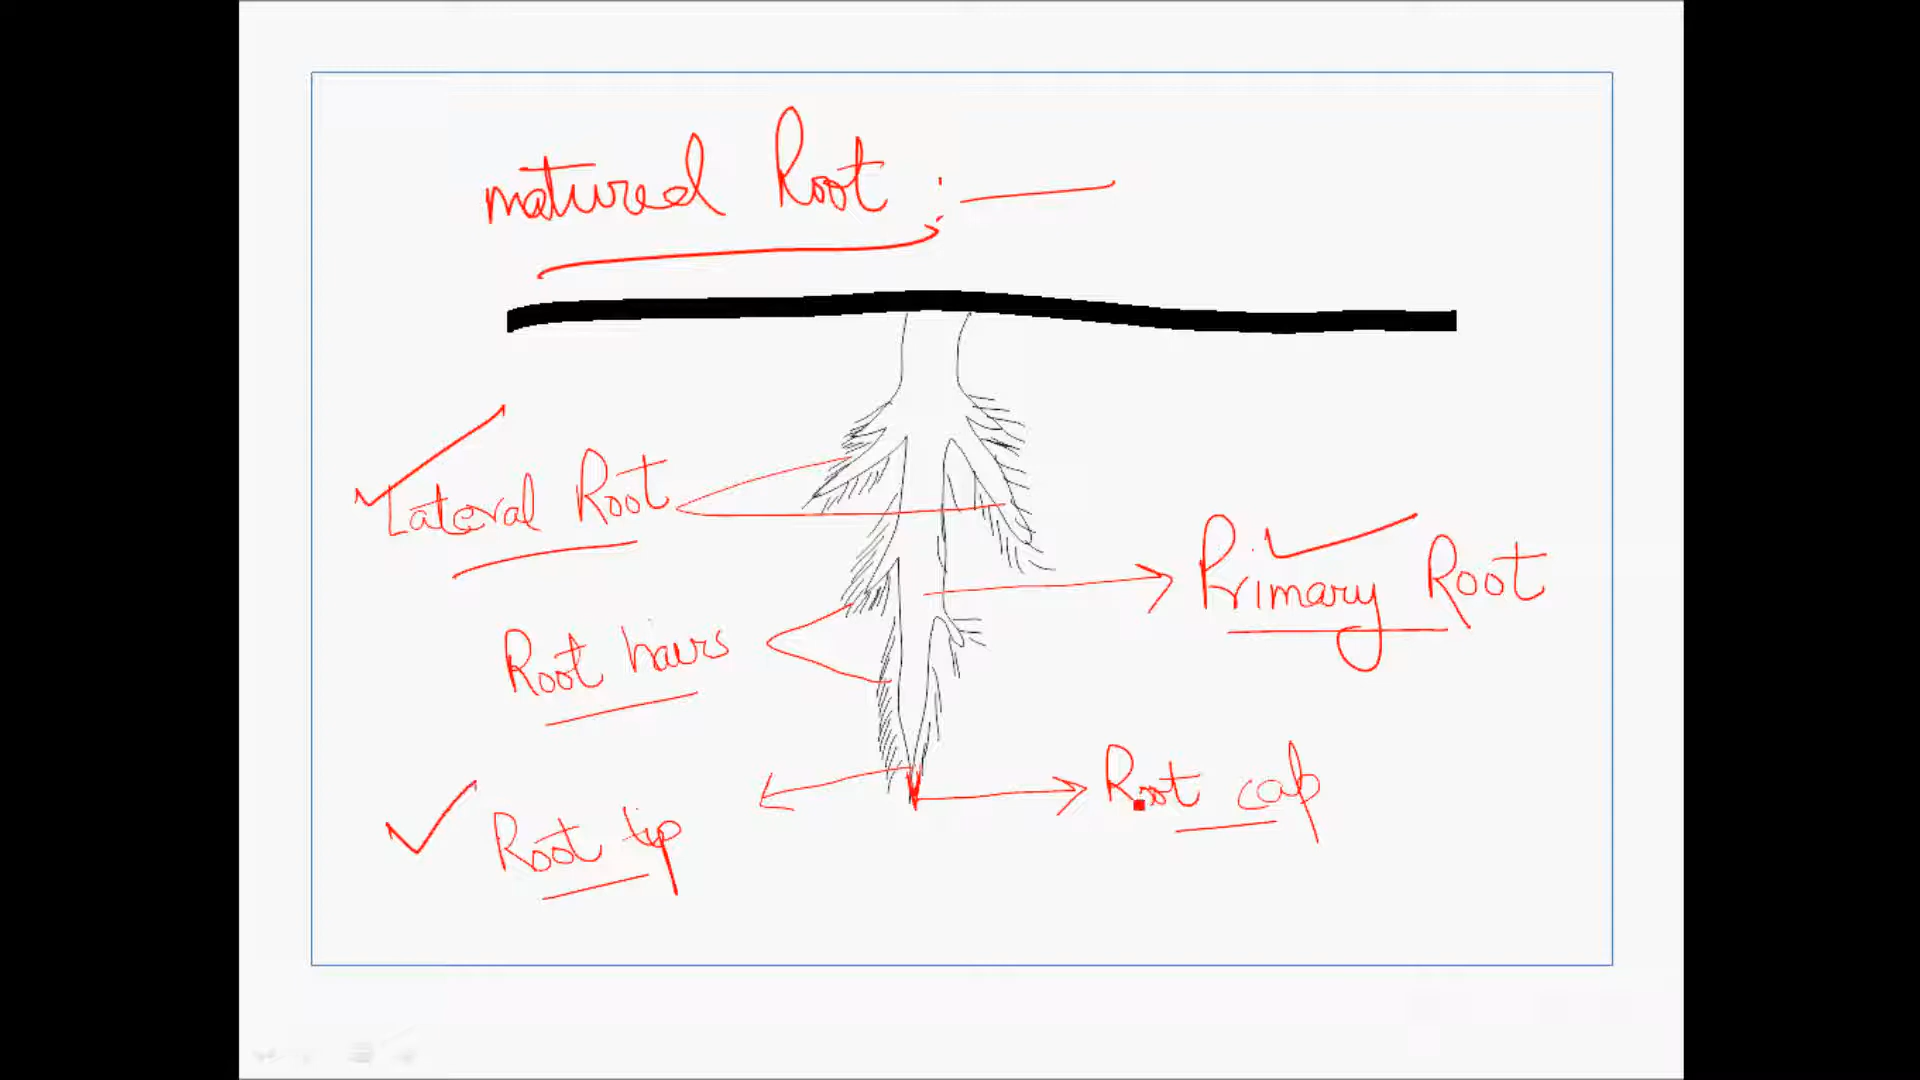 matured Root :-
Lateral Root
Primary Root
Root hairs
Root cap
Root tip